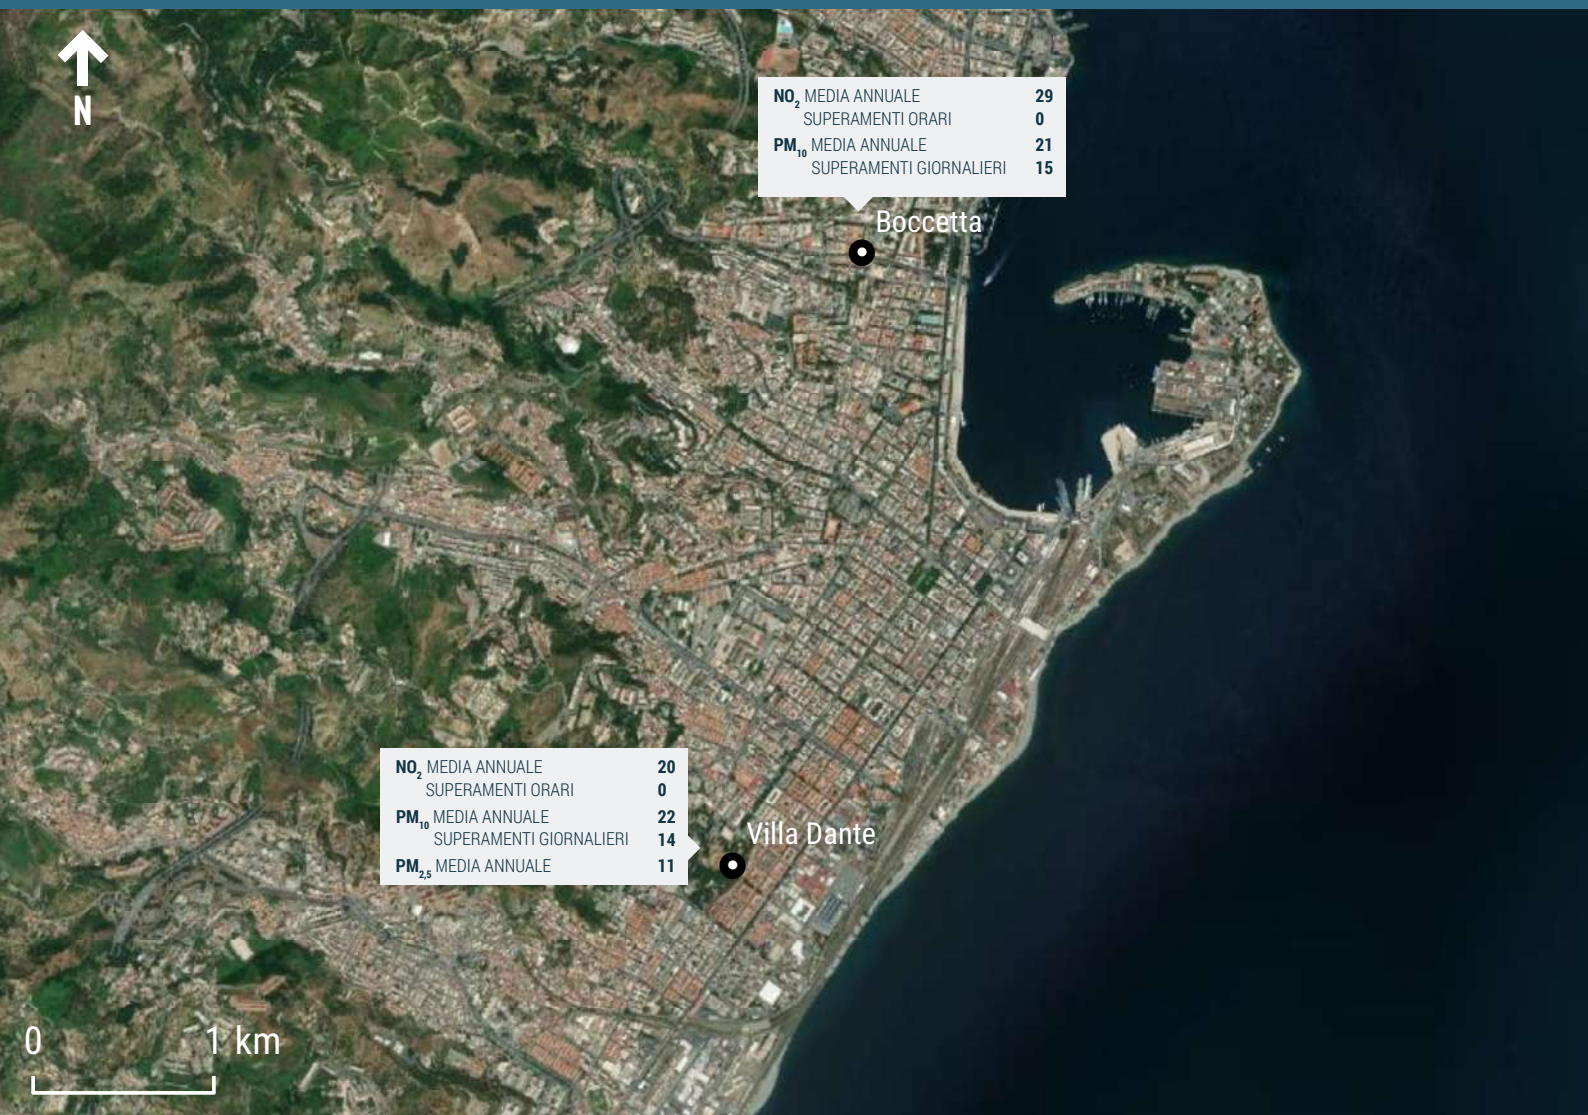 N
NO2 MEDIA ANNUALE 29
SUPERAMENTI ORARI 0
PM10 MEDIA ANNUALE 21
SUPERAMENTI GIORNALIERI 15
Boccetta
NO2 MEDIA ANNUALE 20
SUPERAMENTI ORARI 0
PM10 MEDIA ANNUALE 22
SUPERAMENTI GIORNALIERI 14
PM2,5 MEDIA ANNUALE 11
Villa Dante
0 1 km